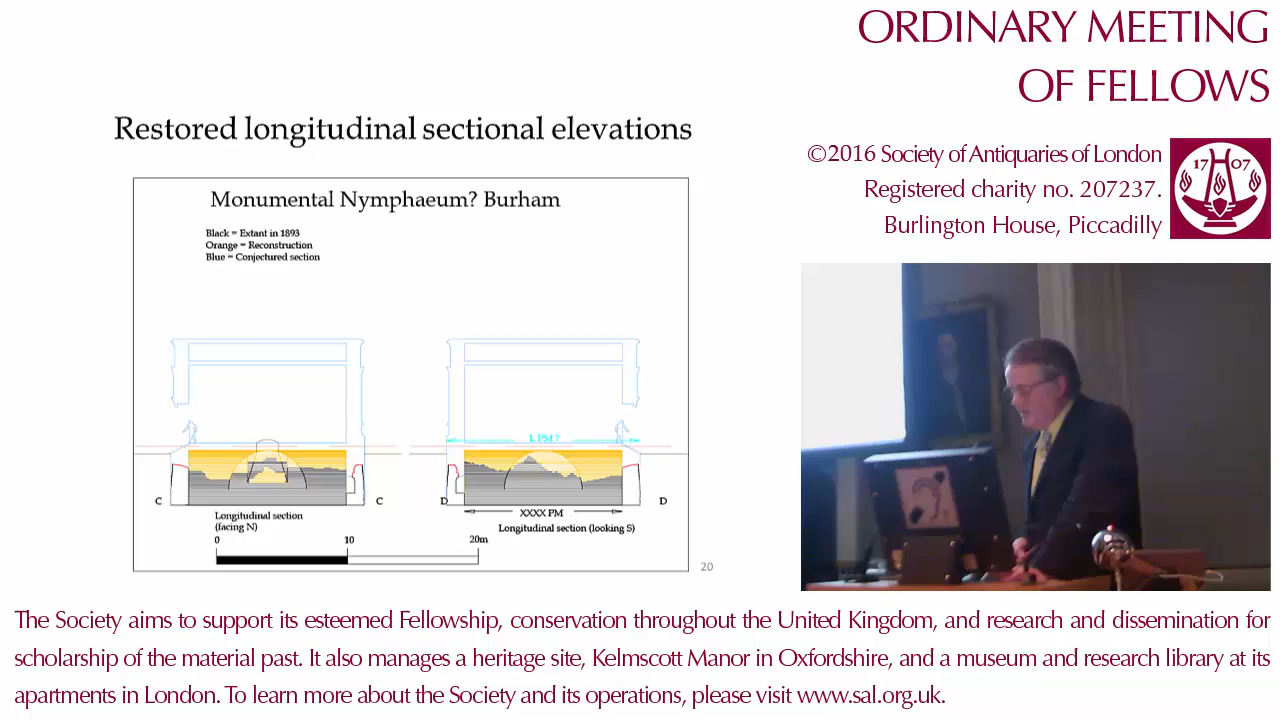 ORDINARY MEETING
OF FELLOWS
©2016 Society of Antiquaries of London
Registered charity no. 207237.
Burlington House, Piccadilly
17 07
Restored longitudinal sectional elevations
Monumental Nymphaeum? Burham
Black = Extant in 1893
Orange = Reconstruction
Blue = Conjectured section
L PM ?
C C D D
XXXX PM
Longitudinal section
(facing N)
Longitudinal section (looking S)
0 10 20m
20
The Society aims to support its esteemed Fellowship, conservation throughout the United Kingdom, and research and dissemination for
scholarship of the material past. It also manages a heritage site, Kelmscott Manor in Oxfordshire, and a museum and research library at its
apartments in London. To learn more about the Society and its operations, please visit www.sal.org.uk.